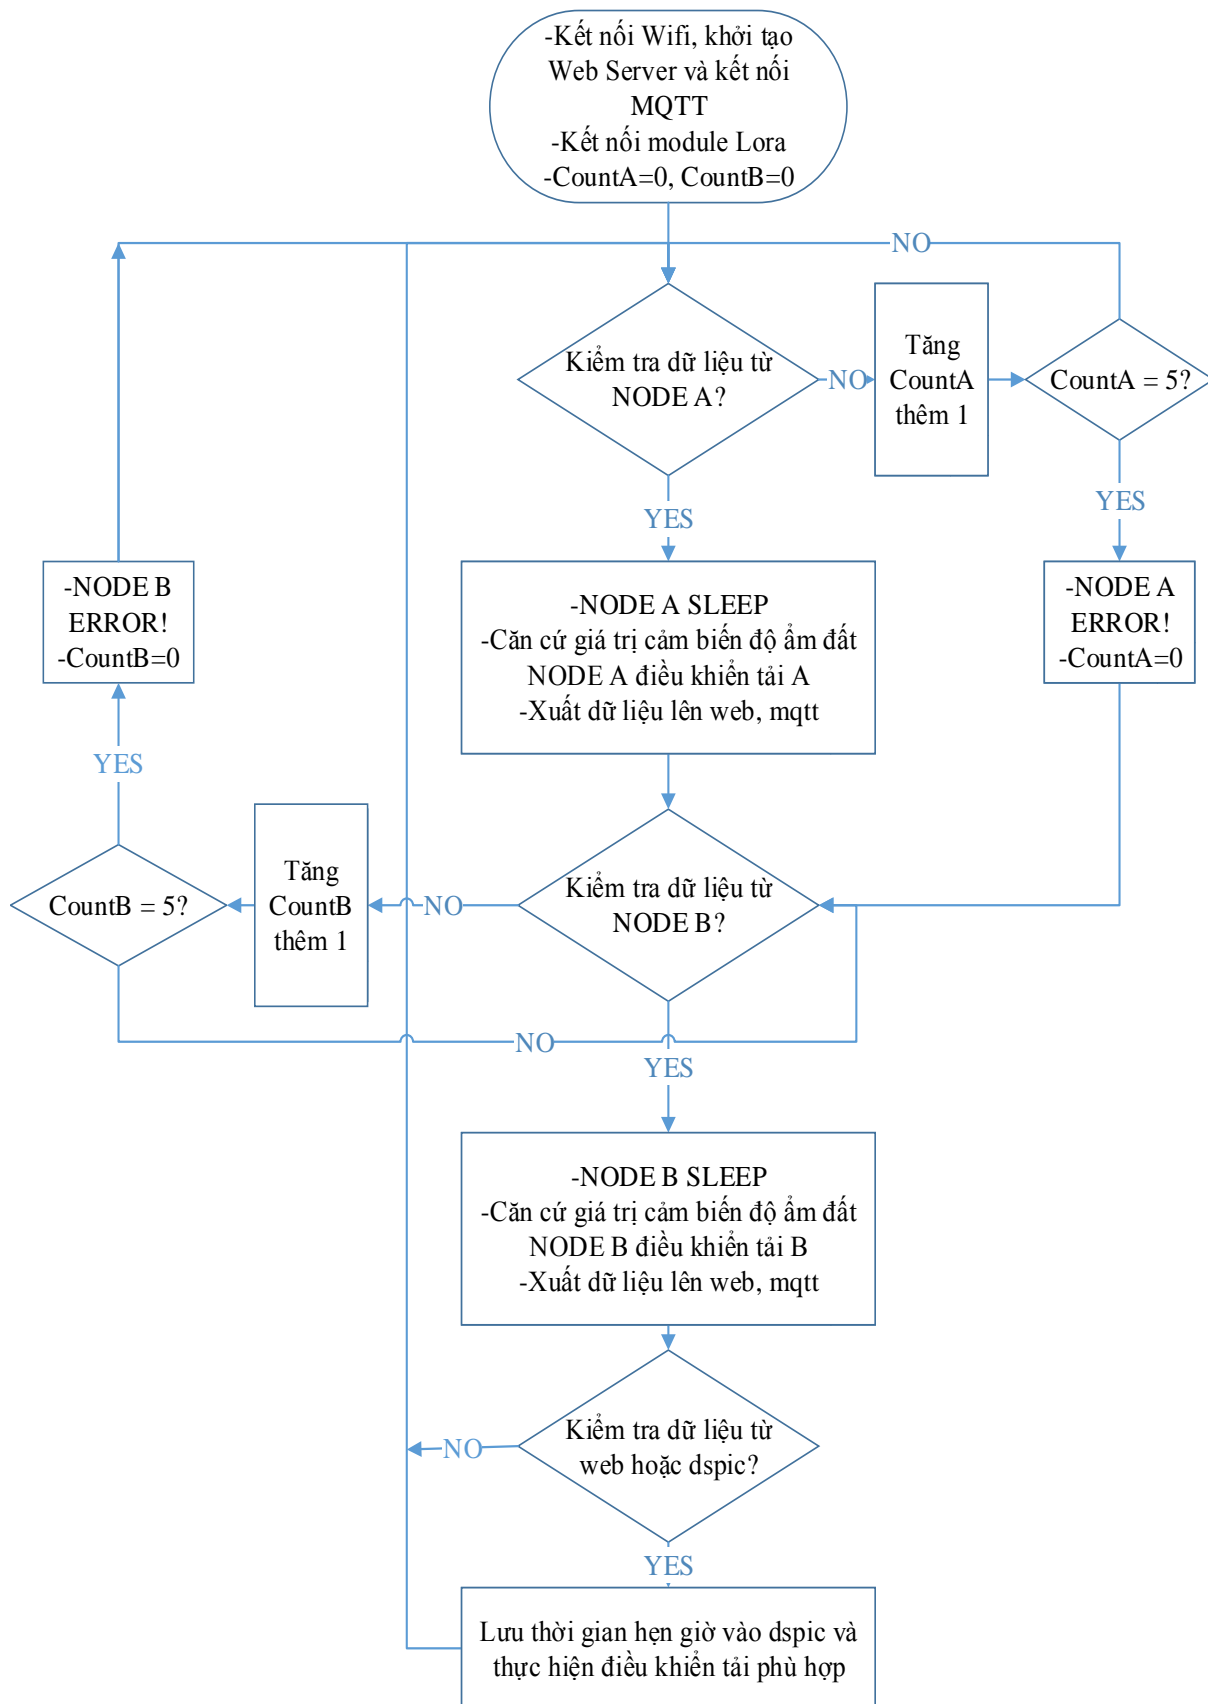 -Kết nối Wifi, khởi tạo
Web Server và kết nối
MQTT
-Kết nối module Lora
-CountA=0, CountB=0
NO
Kiểm tra dữ liệu từ
NODE A?
NO
Tăng
CountA
thêm 1
CountA = 5?
YES
YES
-NODE B
ERROR!
-CountB=0
-NODE A SLEEP
-Căn cứ giá trị cảm biến độ ẩm đất
NODE A điều khiển tải A
-Xuất dữ liệu lên web, mqtt
-NODE A
ERROR!
-CountA=0
YES
CountB = 5?
Tăng
CountB
thêm 1
NO
Kiểm tra dữ liệu từ
NODE B?
NO
YES
-NODE B SLEEP
-Căn cứ giá trị cảm biến độ ẩm đất
NODE B điều khiển tải B
-Xuất dữ liệu lên web, mqtt
Kiểm tra dữ liệu từ
web hoặc dspic?
NO
YES
Lưu thời gian hẹn giờ vào dspic và
thực hiện điều khiển tải phù hợp